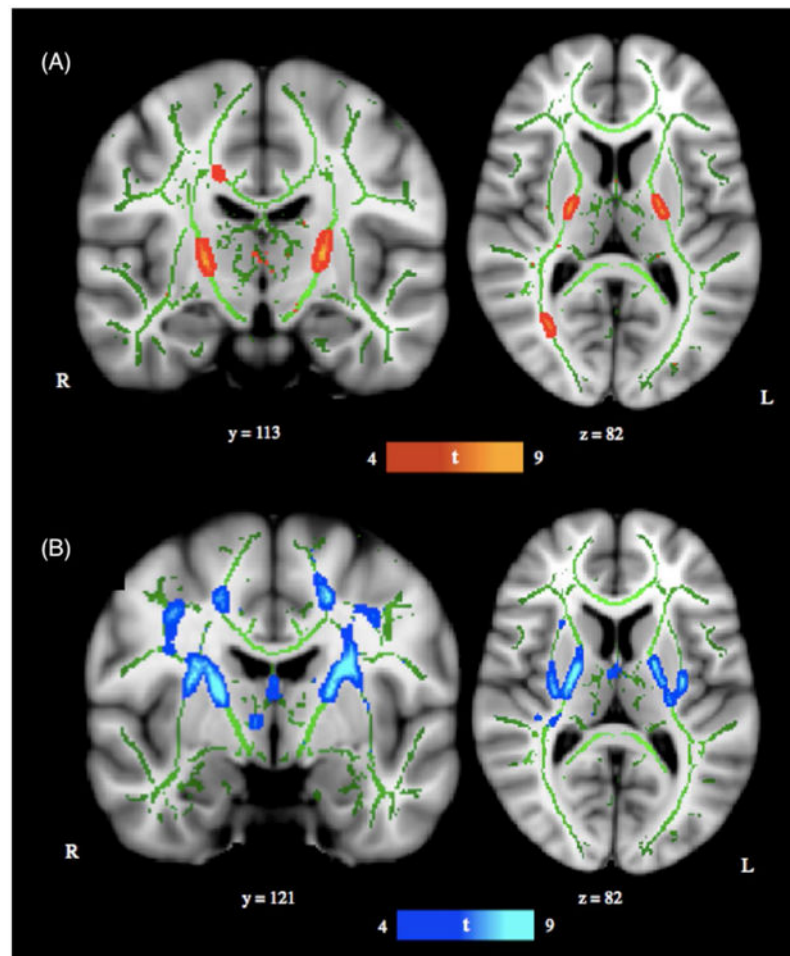 (A)
R
L
y = 113
z = 82
4 t 9
(B)
R
L
y = 121
z = 82
4 t 9